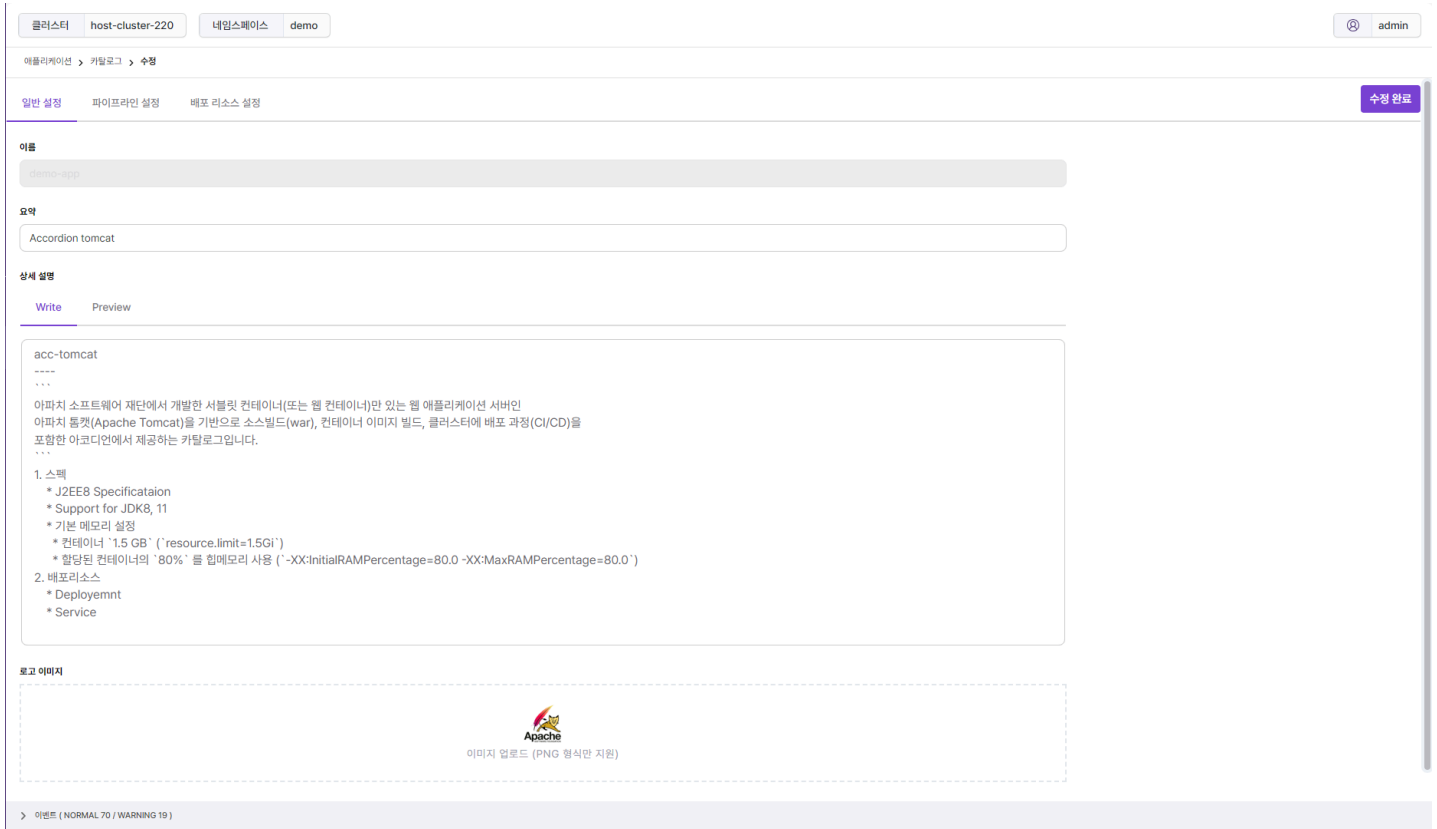 클러스터 host-cluster-220 네임스페이스 demo admin
애플리케이션 > 카탈로그 > 수정
일반 설정 파이프라인 설정 배포 리소스 설정 수정 완료
이름
demo-app
요약
Accordion tomcat
상세 설명
Write Preview
acc-tomcat
----
```
아파치 소프트웨어 재단에서 개발한 서블릿 컨테이너(또는 웹 컨테이너)만 있는 웹 애플리케이션 서버인
아파치 톰캣(Apache Tomcat)을 기반으로 소스빌드(war), 컨테이너 이미지 빌드, 클러스터에 배포 과정(CI/CD)을
포함한 아코디언에서 제공하는 카탈로그입니다.
```
1. 스펙
* J2EE8 Specificataion
* Support for JDK8, 11
* 기본 메모리 설정
* 컨테이너 `1.5 GB` (`resource.limit=1.5Gi`)
* 할당된 컨테이너의 `80%` 를 힙메모리 사용 (`-XX:InitialRAMPercentage=80.0 -XX:MaxRAMPercentage=80.0`)
2. 배포리소스
* Deployemnt
* Service
로고 이미지
Apache
이미지 업로드 (PNG 형식만 지원)
> 이벤트 ( NORMAL 70 / WARNING 19 )